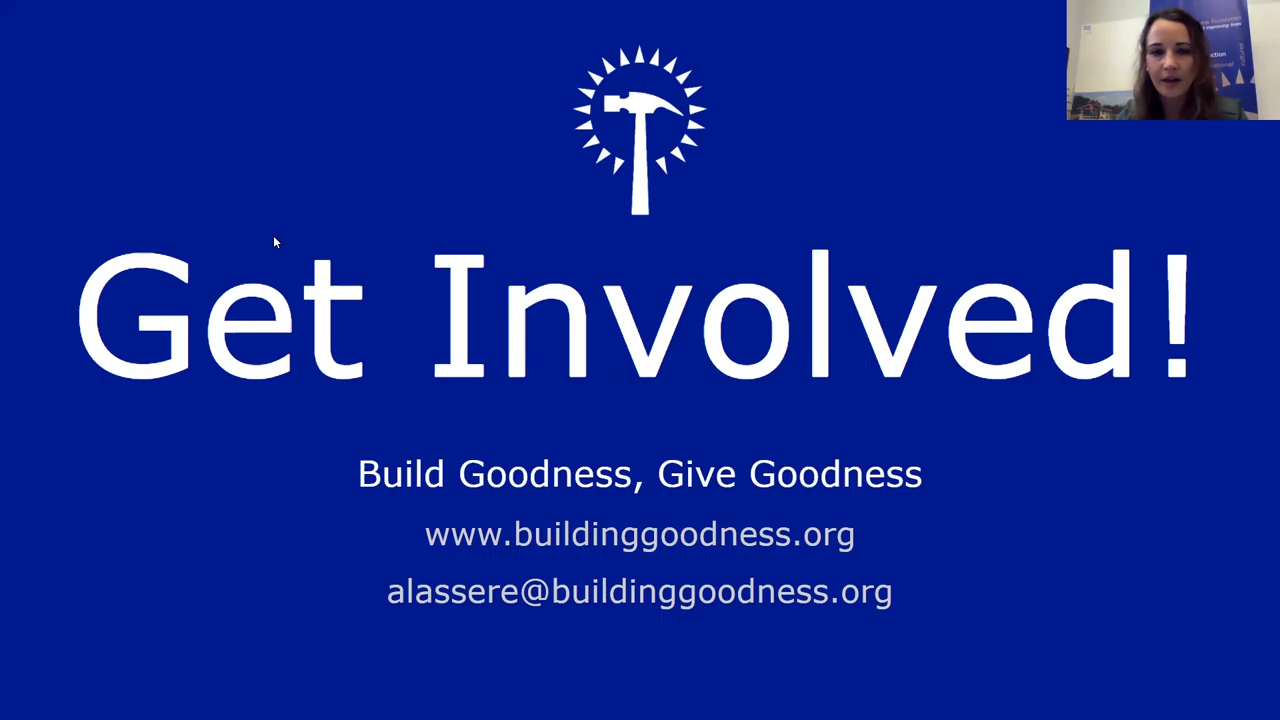 Get Involved!
Build Goodness, Give Goodness
www.buildinggoodness.org
alassere@buildinggoodness.org